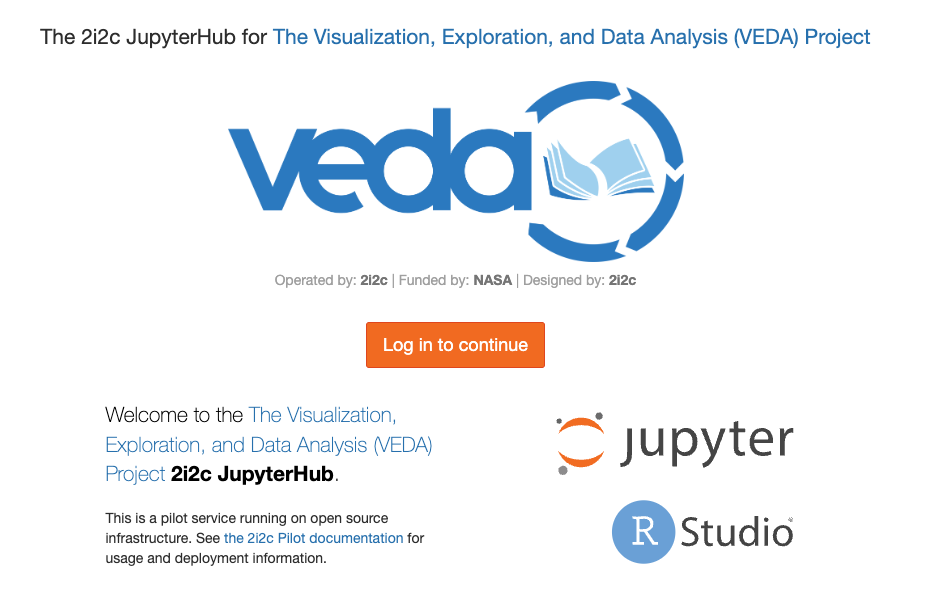 The 2i2c JupyterHub for The Visualization, Exploration, and Data Analysis (VEDA) Project
veda
Operated by: 2i2c | Funded by: NASA | Designed by: 2i2c
Log in to continue
Welcome to the The Visualization,
Exploration, and Data Analysis (VEDA)
Project 2i2c JupyterHub.
This is a pilot service running on open source
infrastructure. See the 2i2c Pilot documentation for
usage and deployment information.
jupyter
R Studio®